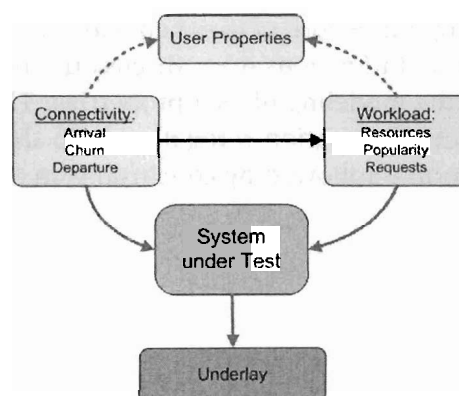 User Properties
Connectivity:
Arrival
Churn
Departure
Workload:
Resources
Popularity
Requests
System
under Test
Underlay